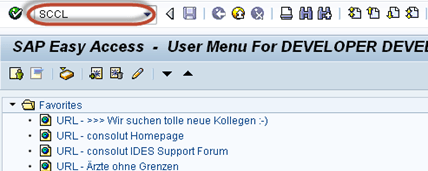 SCCL
SAP Easy Access - User Menu For DEVELOPER DEVE
Favorites
URL - >>> Wir suchen tolle neue Kollegen :-)
URL - consolut Homepage
URL - consolut IDES Support Forum
URL - Ärzte ohne Grenzen